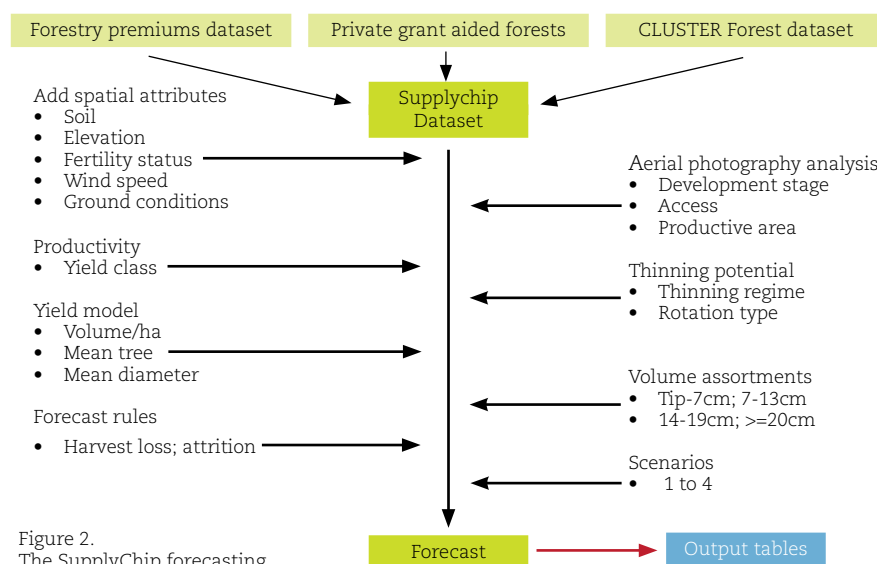 Forestry premiums dataset
Private grant aided forests
CLUSTER Forest dataset
Supplychip
Dataset
Add spatial attributes
• Soil
• Elevation
• Fertility status
• Wind speed
• Ground conditions
Aerial photography analysis
• Development stage
• Access
• Productive area
Productivity
• Yield class
Thinning potential
• Thinning regime
• Rotation type
Yield model
• Volume/ha
• Mean tree
• Mean diameter
Volume assortments
• Tip-7cm; 7-13cm
• 14-19cm; >=20cm
Forecast rules
• Harvest loss; attrition
Scenarios
• 1 to 4
Figure 2.
The SupplyChip forecasting
Forecast
Output tables